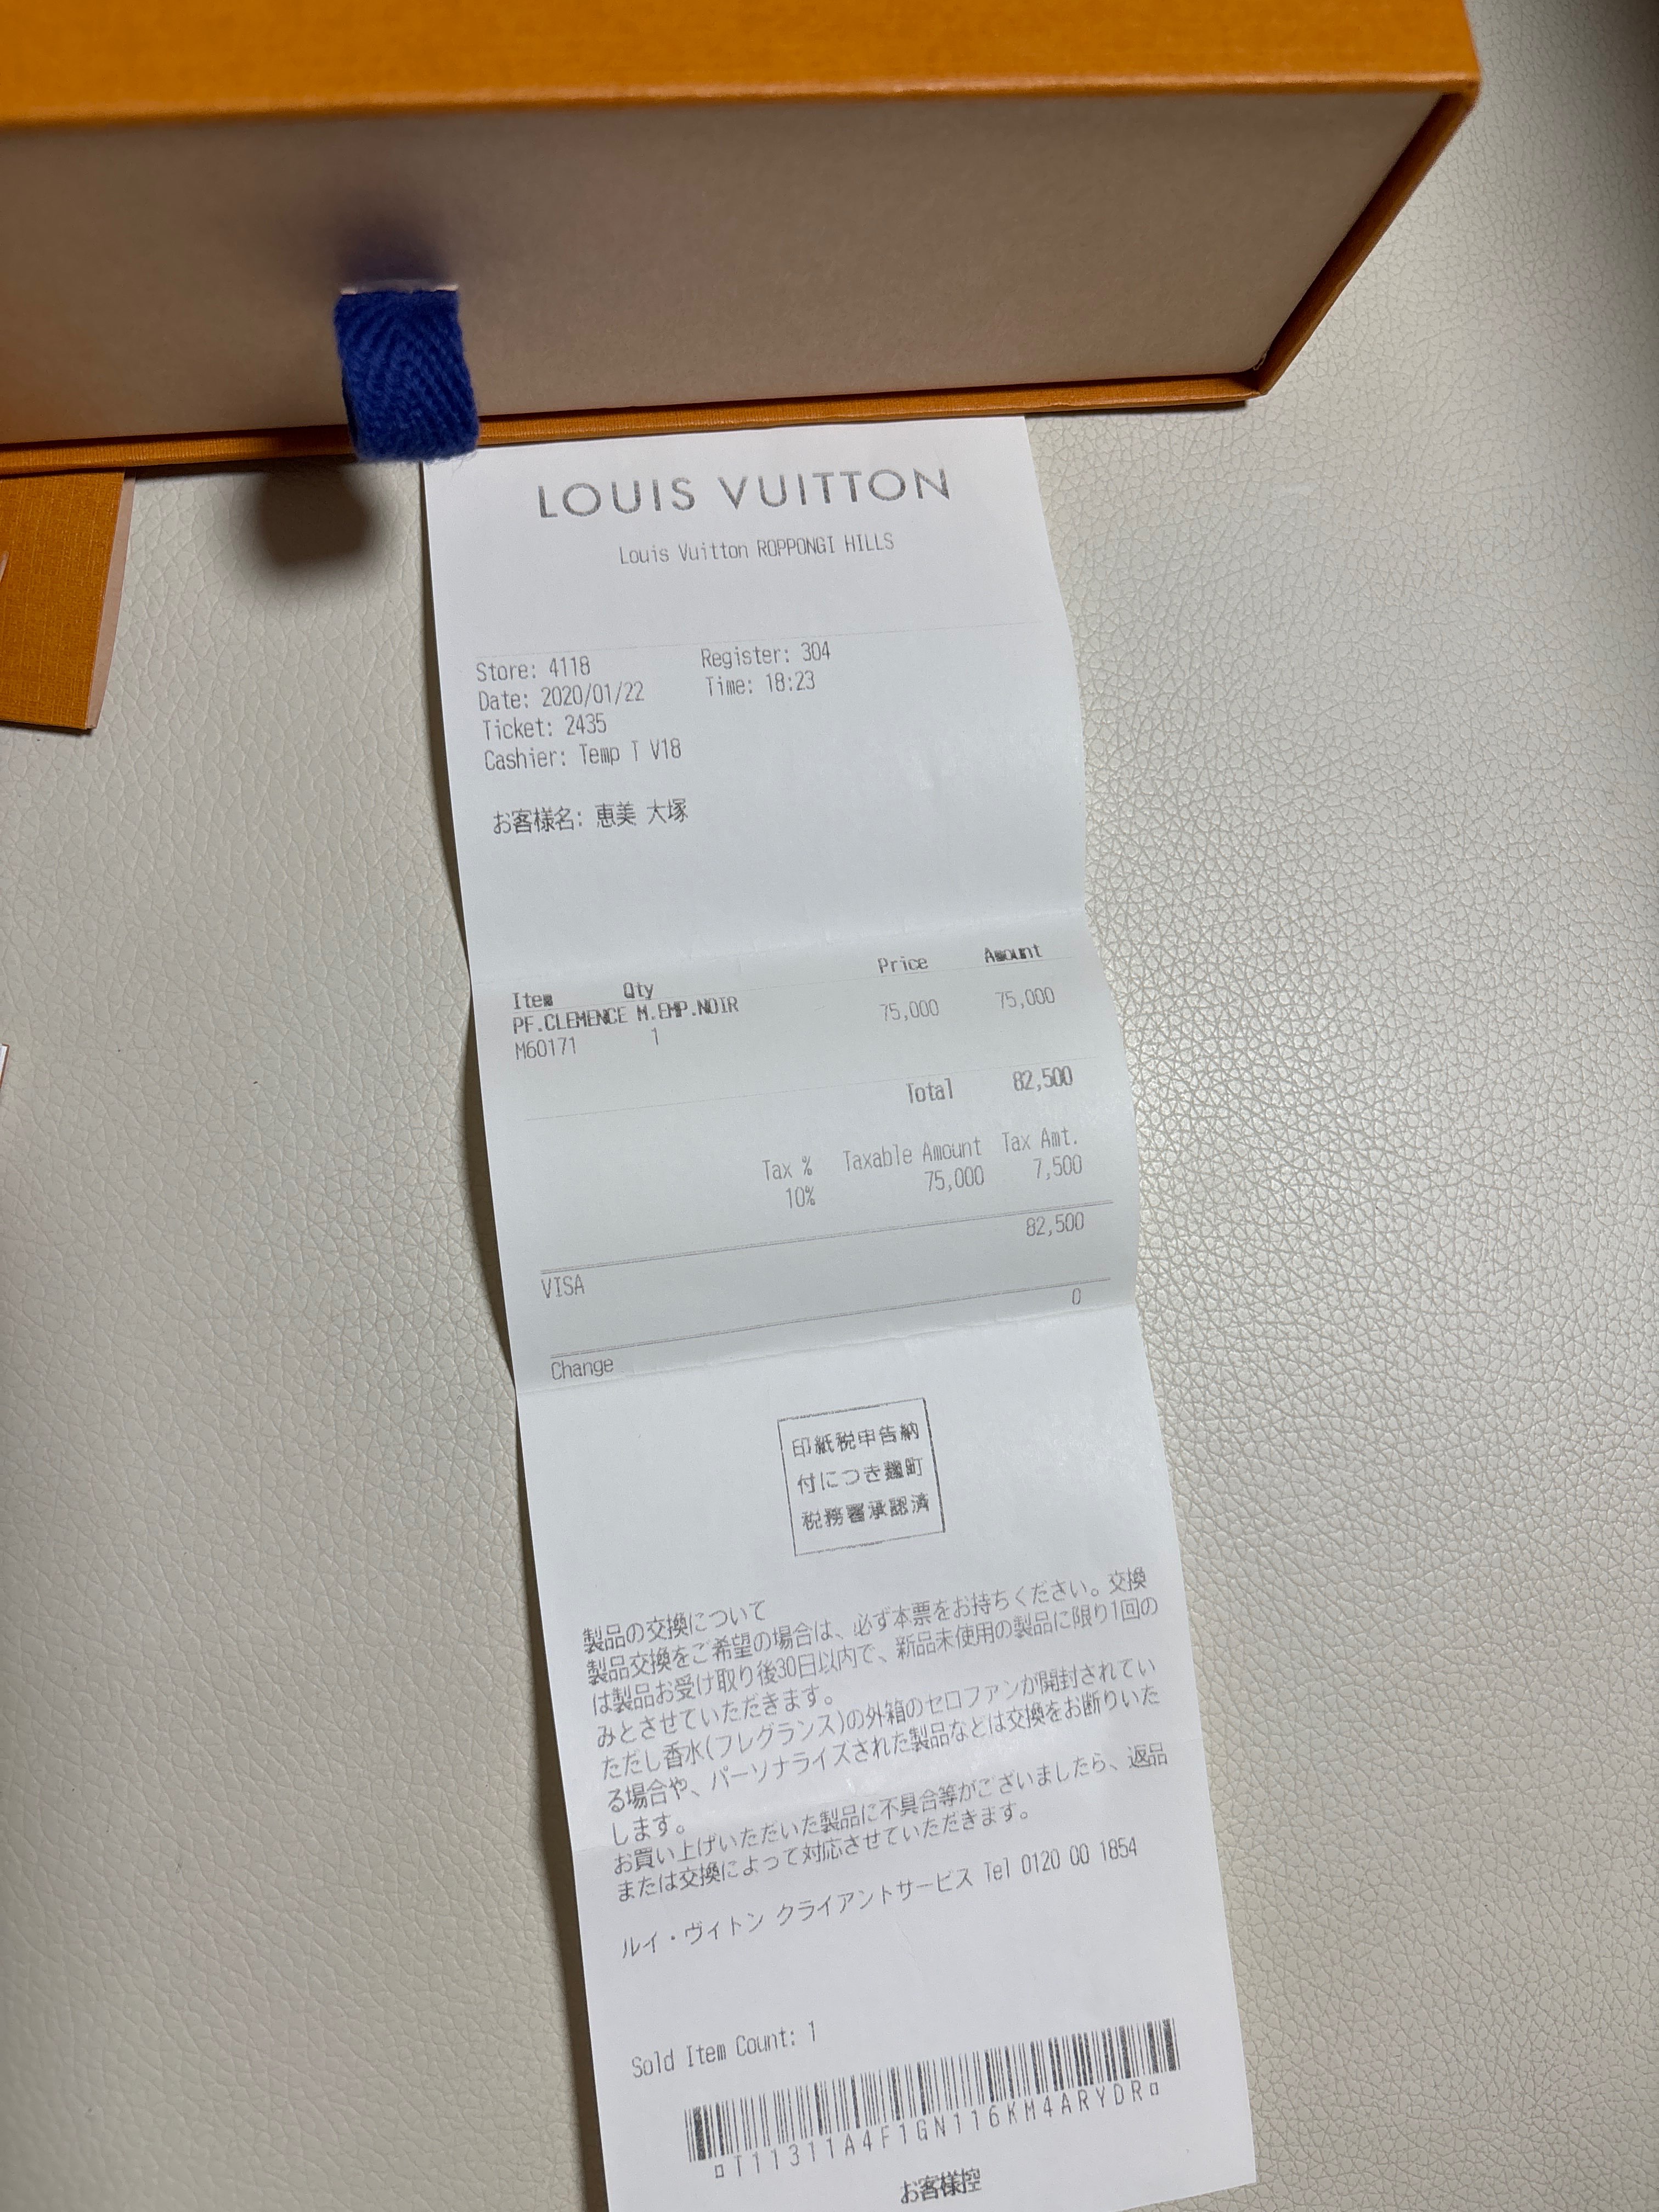 LOUIS VUITTON
Louis Vuitton ROPPONGI HILLS
Store: 4118 Register: 304
Date: 2020/01/22 Time: 18:23
Ticket: 2435
Cashier: Temp T V18
お客様名: 恵美 大塚
Item Qty Price Amount
PF.CLEMENCE M.EMP.NOIR
M60171 1 75,000 75,000
Total 82,500
Tax % Taxable Amount Tax Amt.
10% 75,000 7,500
VISA 82,500
Change 0
印紙税申告納
付につき麹町
税務署承認済
製品の交換について
製品交換をご希望の場合は、必ず本票をお持ちください。交換
は製品お受け取り後30日以内で、新品未使用の製品に限り1回の
みとさせていただきます。
ただし香水(フレグランス)の外箱のセロファンが開封されてい
る場合や、パーソナライズされた製品などは交換をお断りいた
します。
お買い上げいただいた製品に不具合等がございましたら、返品
または交換によって対応させていただきます。
ルイ・ヴィトン クライアントサービス Tel 0120 00 1854
Sold Item Count: 1
¤T11311A4F1GN116KM4ARYDR¤
お客様控